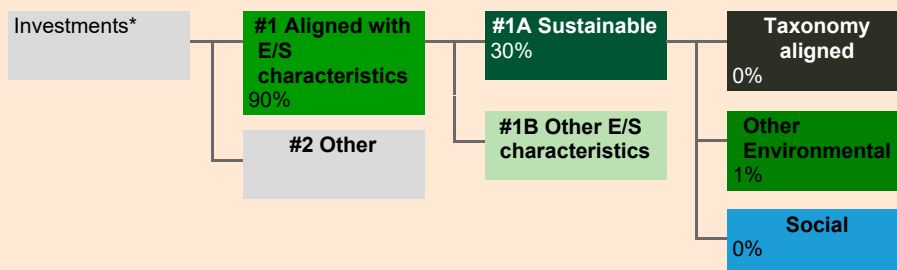 Investments*
#1 Aligned with
E/S
characteristics
90%
#2 Other
#1A Sustainable
30%
#1B Other E/S
characteristics
Taxonomy
aligned
0%
Other
Environmental
1%
Social
0%